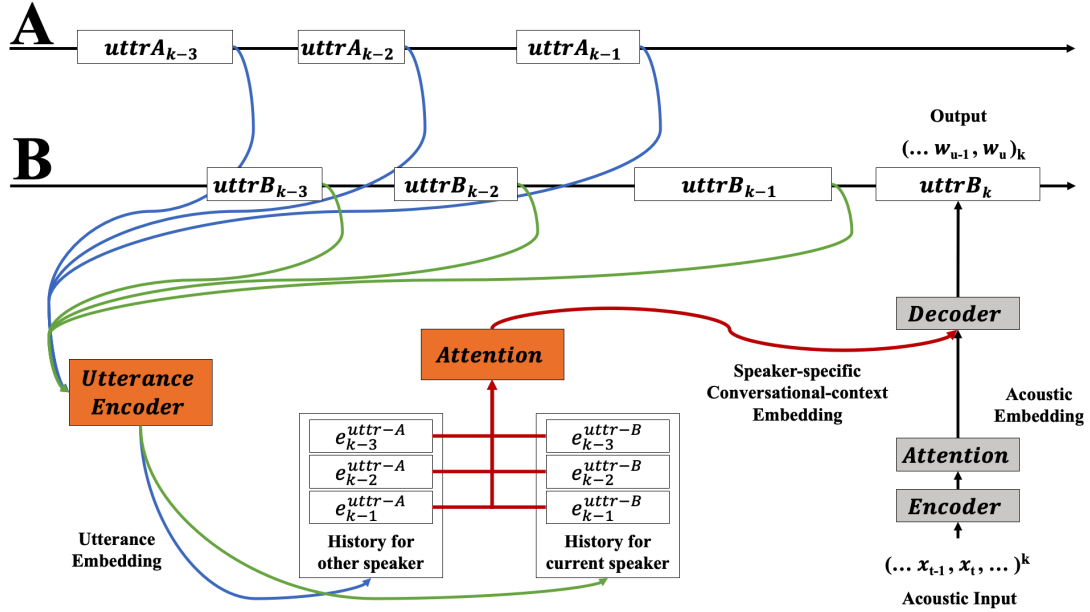 A
uttrA_{k-3}
uttrA_{k-2}
uttrA_{k-1}
Output
(… w_{u-1}, w_u)_k
B
uttrB_{k-3}
uttrB_{k-2}
uttrB_{k-1}
uttrB_k
Decoder
Attention
Utterance
Encoder
Speaker-specific
Conversational-context
Embedding
Acoustic
Embedding
e_{k-3}^{uttr-A}
e_{k-2}^{uttr-A}
e_{k-1}^{uttr-A}
History for
other speaker
e_{k-3}^{uttr-B}
e_{k-2}^{uttr-B}
e_{k-1}^{uttr-B}
History for
current speaker
Attention
Encoder
Utterance
Embedding
(… x_{t-1}, x_t, … )^k
Acoustic Input